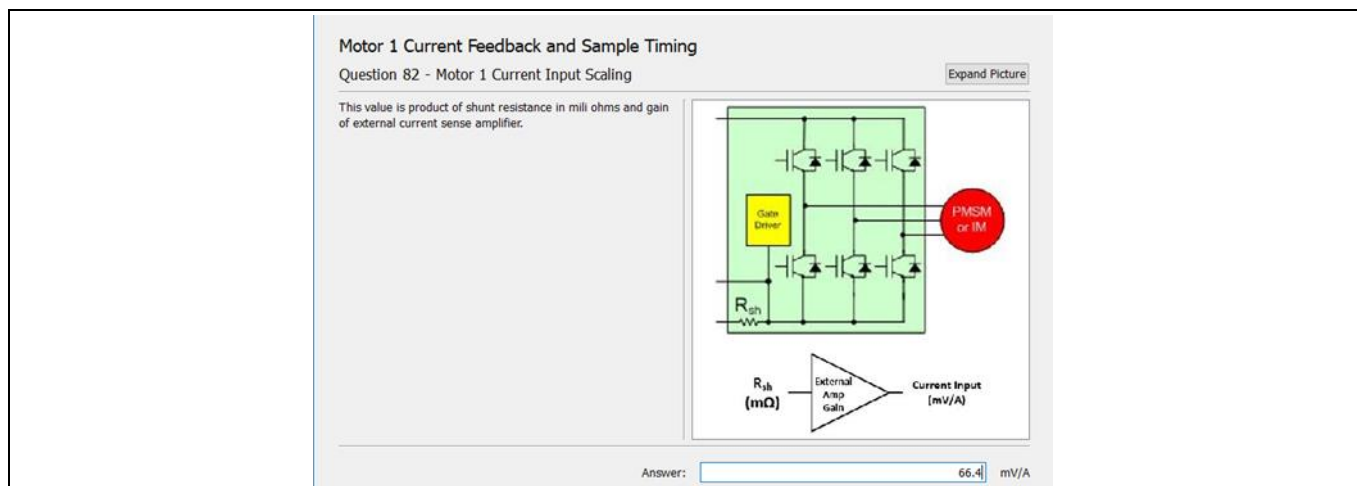 Motor 1 Current Feedback and Sample Timing
Question 82 - Motor 1 Current Input Scaling
Expand Picture
This value is product of shunt resistance in mili ohms and gain
of external current sense amplifier.
Gate
Driver
PMSM
or IM
Rsh
Rsh
(mΩ)
External
Amp
Gain
Current Input
(mV/A)
Answer:
66.4
mV/A